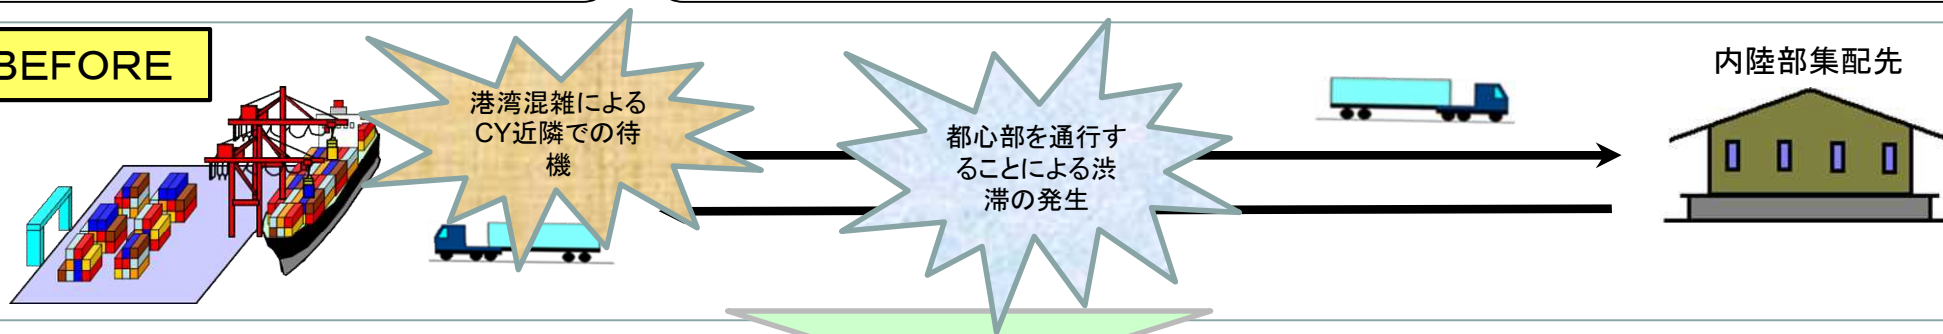 BEFORE
港湾混雑による
CY近隣での待
機
都心部を通行す
ることによる渋
滞の発生
内陸部集配先